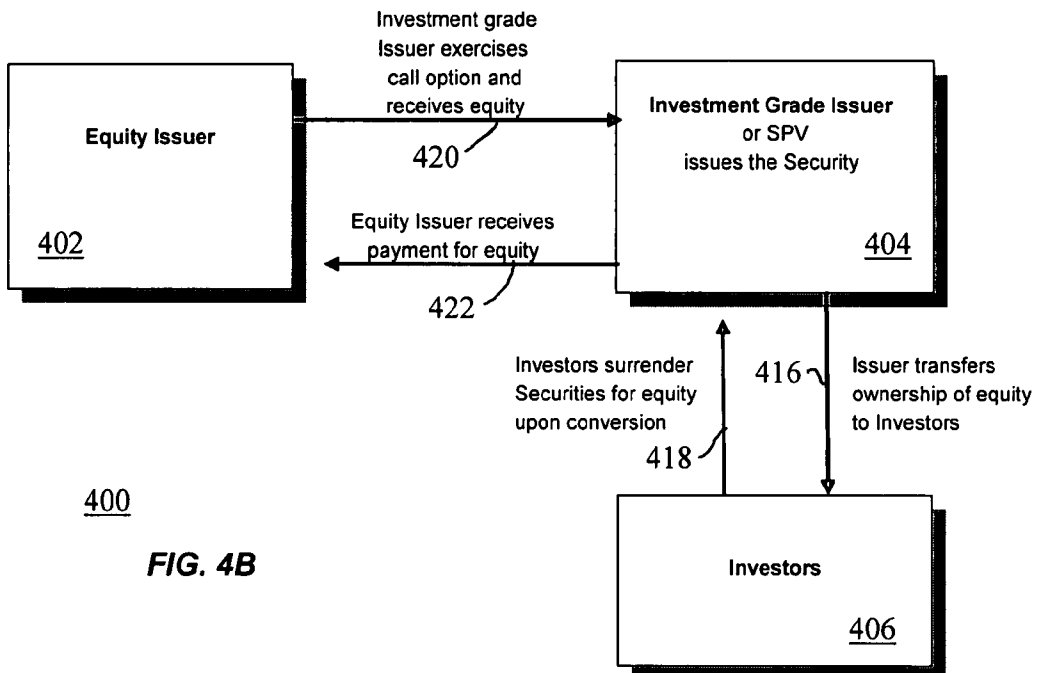 Investment grade
Issuer exercises
call option and
receives equity
420
Equity Issuer
402
Investment Grade Issuer
or SPV
issues the Security
404
Equity Issuer receives
payment for equity
422
Investors surrender
Securities for equity
upon conversion
418
416
Issuer transfers
ownership of equity
to Investors
400
FIG. 4B
Investors
406